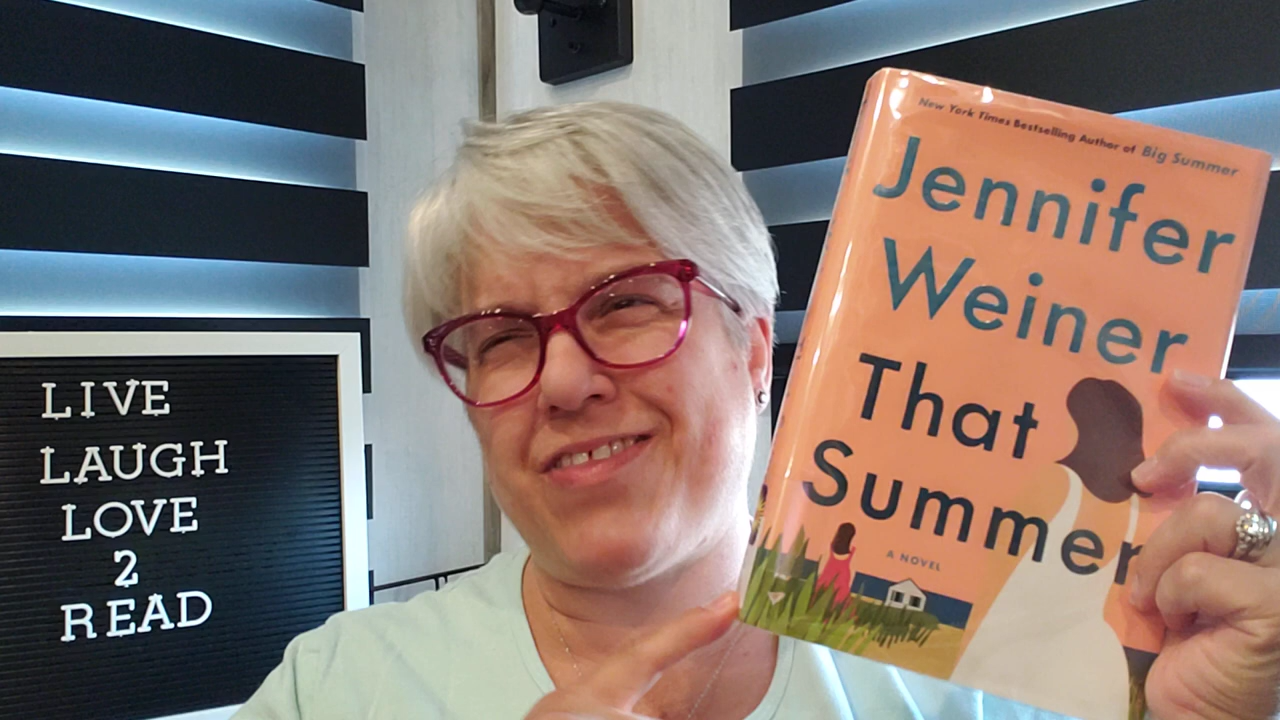 LIVE
LAUGH
LOVE
2
READ
New York Times Bestselling Author of Big Summer
Jennifer
Weiner
That
Summer
A NOVEL